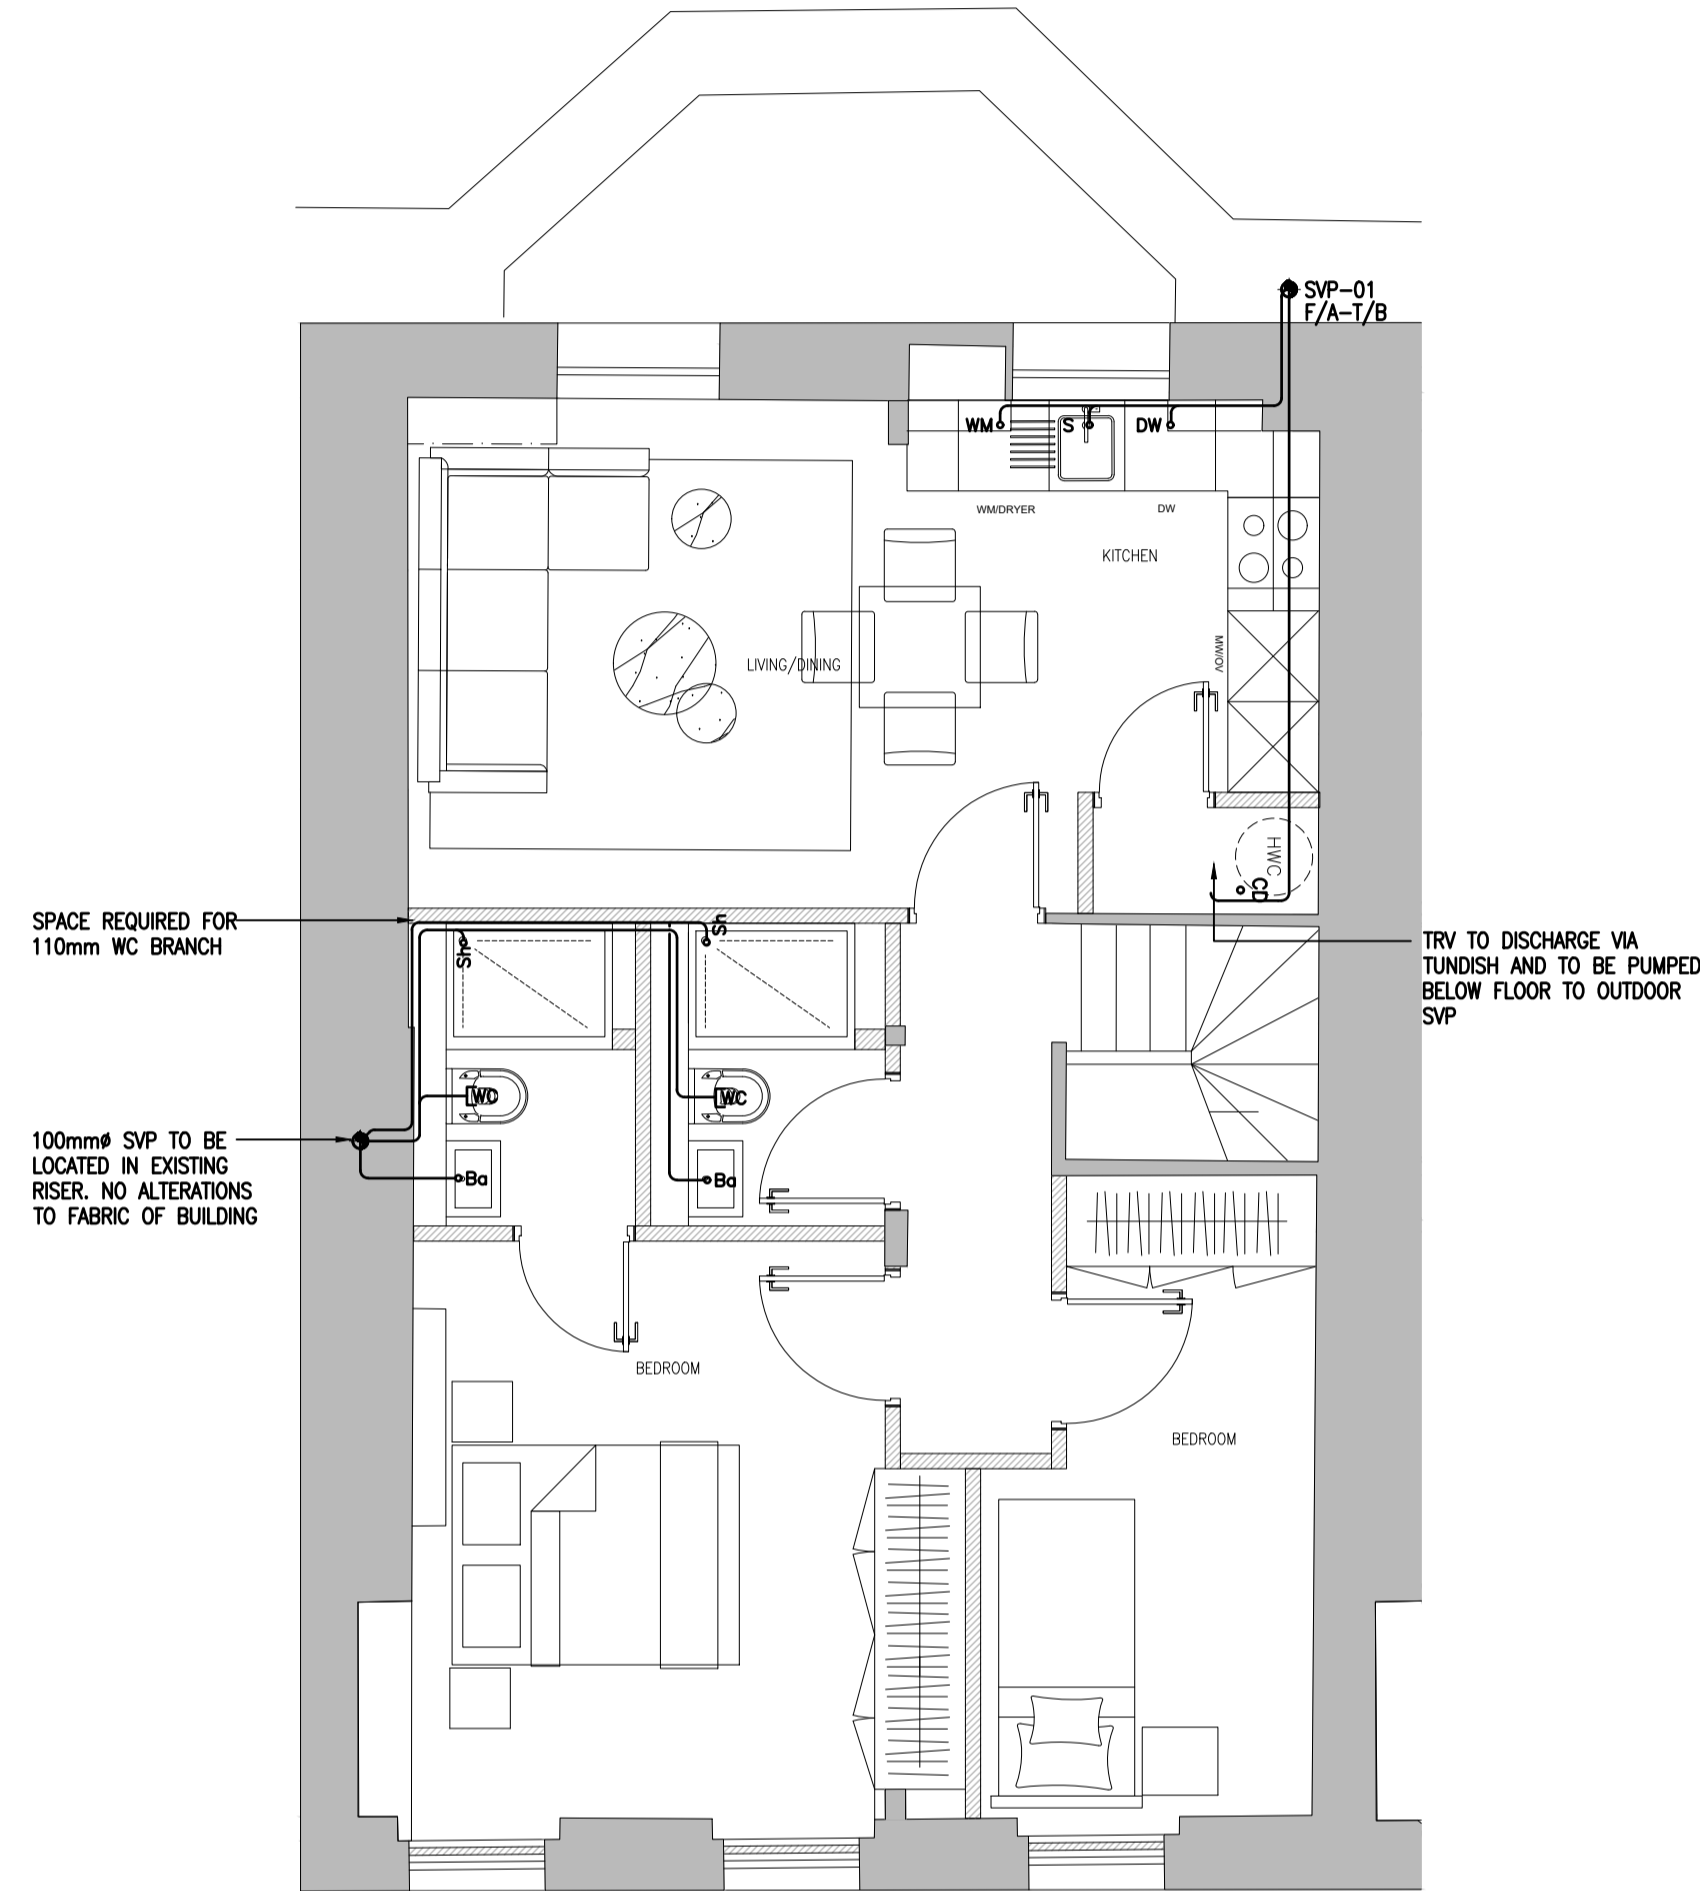 SVP-01
F/A-T/B
WM
S
DW
WM/DRYER
DW
KITCHEN
MW/OV
LIVING/DINING
HWC
CD
SPACE REQUIRED FOR
110mm WC BRANCH
TRV TO DISCHARGE VIA
TUNDISH AND TO BE PUMPED
BELOW FLOOR TO OUTDOOR
SVP
Sh
Sh
WC
WC
100mmø SVP TO BE
LOCATED IN EXISTING
RISER. NO ALTERATIONS
TO FABRIC OF BUILDING
Ba
Ba
BEDROOM
BEDROOM